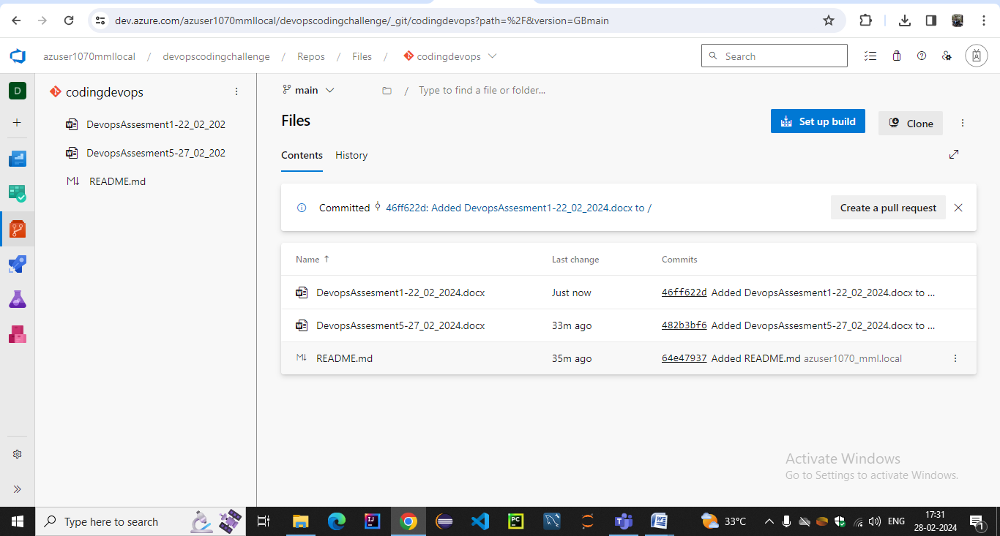 dev.azure.com/azuser1070mmllocal/devopscodingchallenge/_git/codingdevops?path=%2F&version=GBmain
azuser1070mmllocal / devopscodingchallenge / Repos / Files / codingdevops
Search
D
codingdevops
DevopsAssesment1-22_02_202
DevopsAssesment5-27_02_202
M↓ README.md
main / Type to find a file or folder...
Files
Set up build
Clone
Contents History
Committed 46ff622d: Added DevopsAssesment1-22_02_2024.docx to /
Create a pull request
Name ↑ Last change Commits
DevopsAssesment1-22_02_2024.docx Just now 46ff622d Added DevopsAssesment1-22_02_2024.docx to ...
DevopsAssesment5-27_02_2024.docx 33m ago 482b3bf6 Added DevopsAssesment5-27_02_2024.docx to ...
M↓ README.md 35m ago 64e47937 Added README.md azuser1070_mml.local
Activate Windows
Go to Settings to activate Windows.
Type here to search
33°C
ENG
17:31
28-02-2024
1